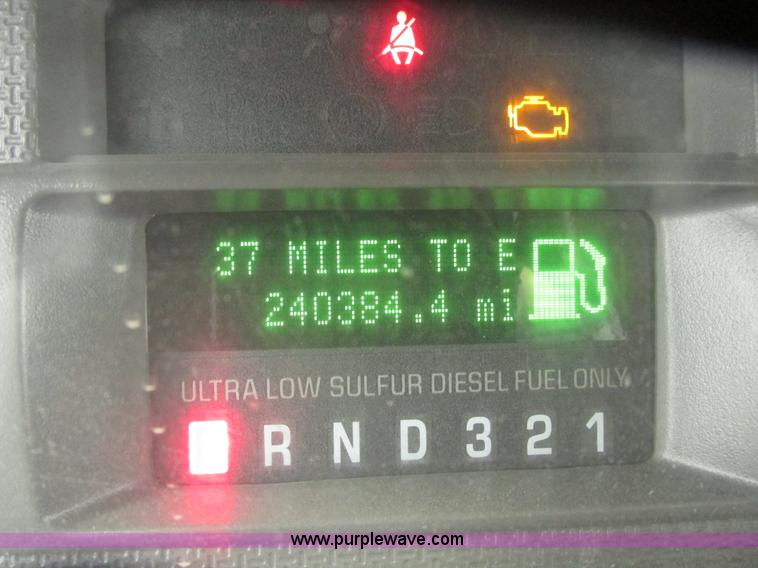 37 MILES TO E
240384.4 mi
ULTRA LOW SULFUR DIESEL FUEL ONLY
R N D 3 2 1
www.purplewave.com